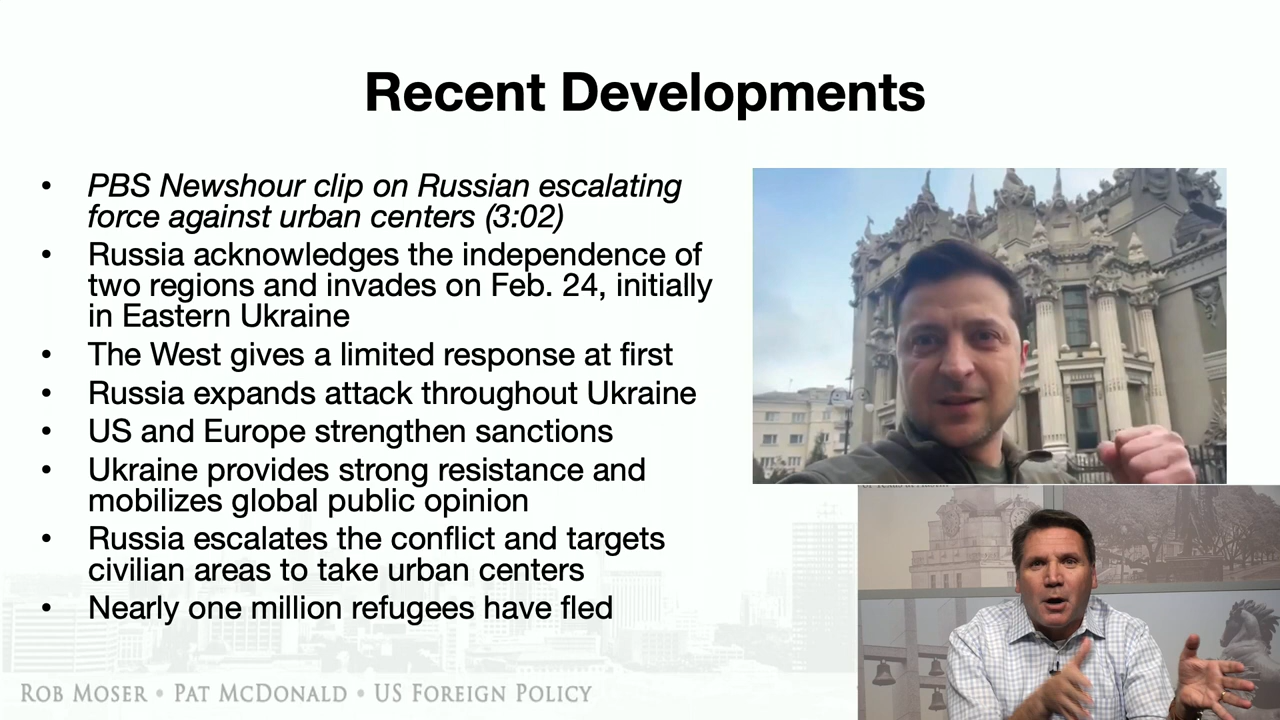 Recent Developments
• PBS Newshour clip on Russian escalating
force against urban centers (3:02)
• Russia acknowledges the independence of
two regions and invades on Feb. 24, initially
in Eastern Ukraine
• The West gives a limited response at first
• Russia expands attack throughout Ukraine
• US and Europe strengthen sanctions
• Ukraine provides strong resistance and
mobilizes global public opinion
• Russia escalates the conflict and targets
civilian areas to take urban centers
• Nearly one million refugees have fled
ROB MOSER • PAT MCDONALD • US FOREIGN POLICY